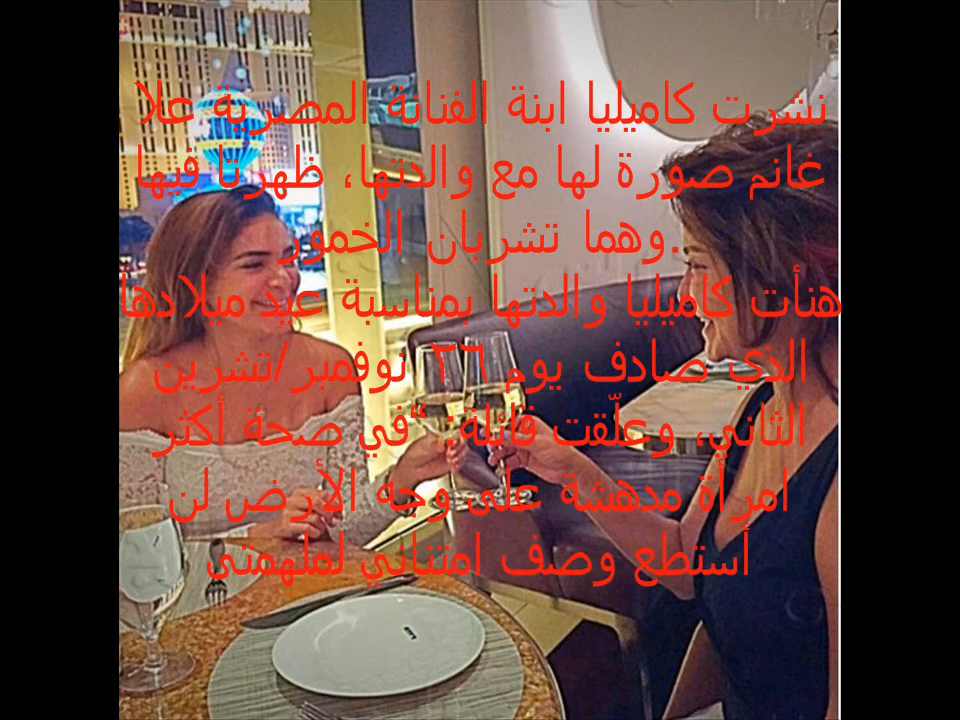 نشرت كاميليا ابنة الفنانة المصرية علا
غانم صورة لها مع والدتها، ظهرتا فيها
وهما تشربان الخمور.
هنأت كاميليا والدتها بمناسبة عيد ميلادها
الذي صادف يوم ٢٦ نوفمبر/تشرين
الثاني، وعلّقت قائلة: “في صحة أكثر
امرأة مدهشة على وجه الأرض لن
أستطع وصف امتناني لملهمتي